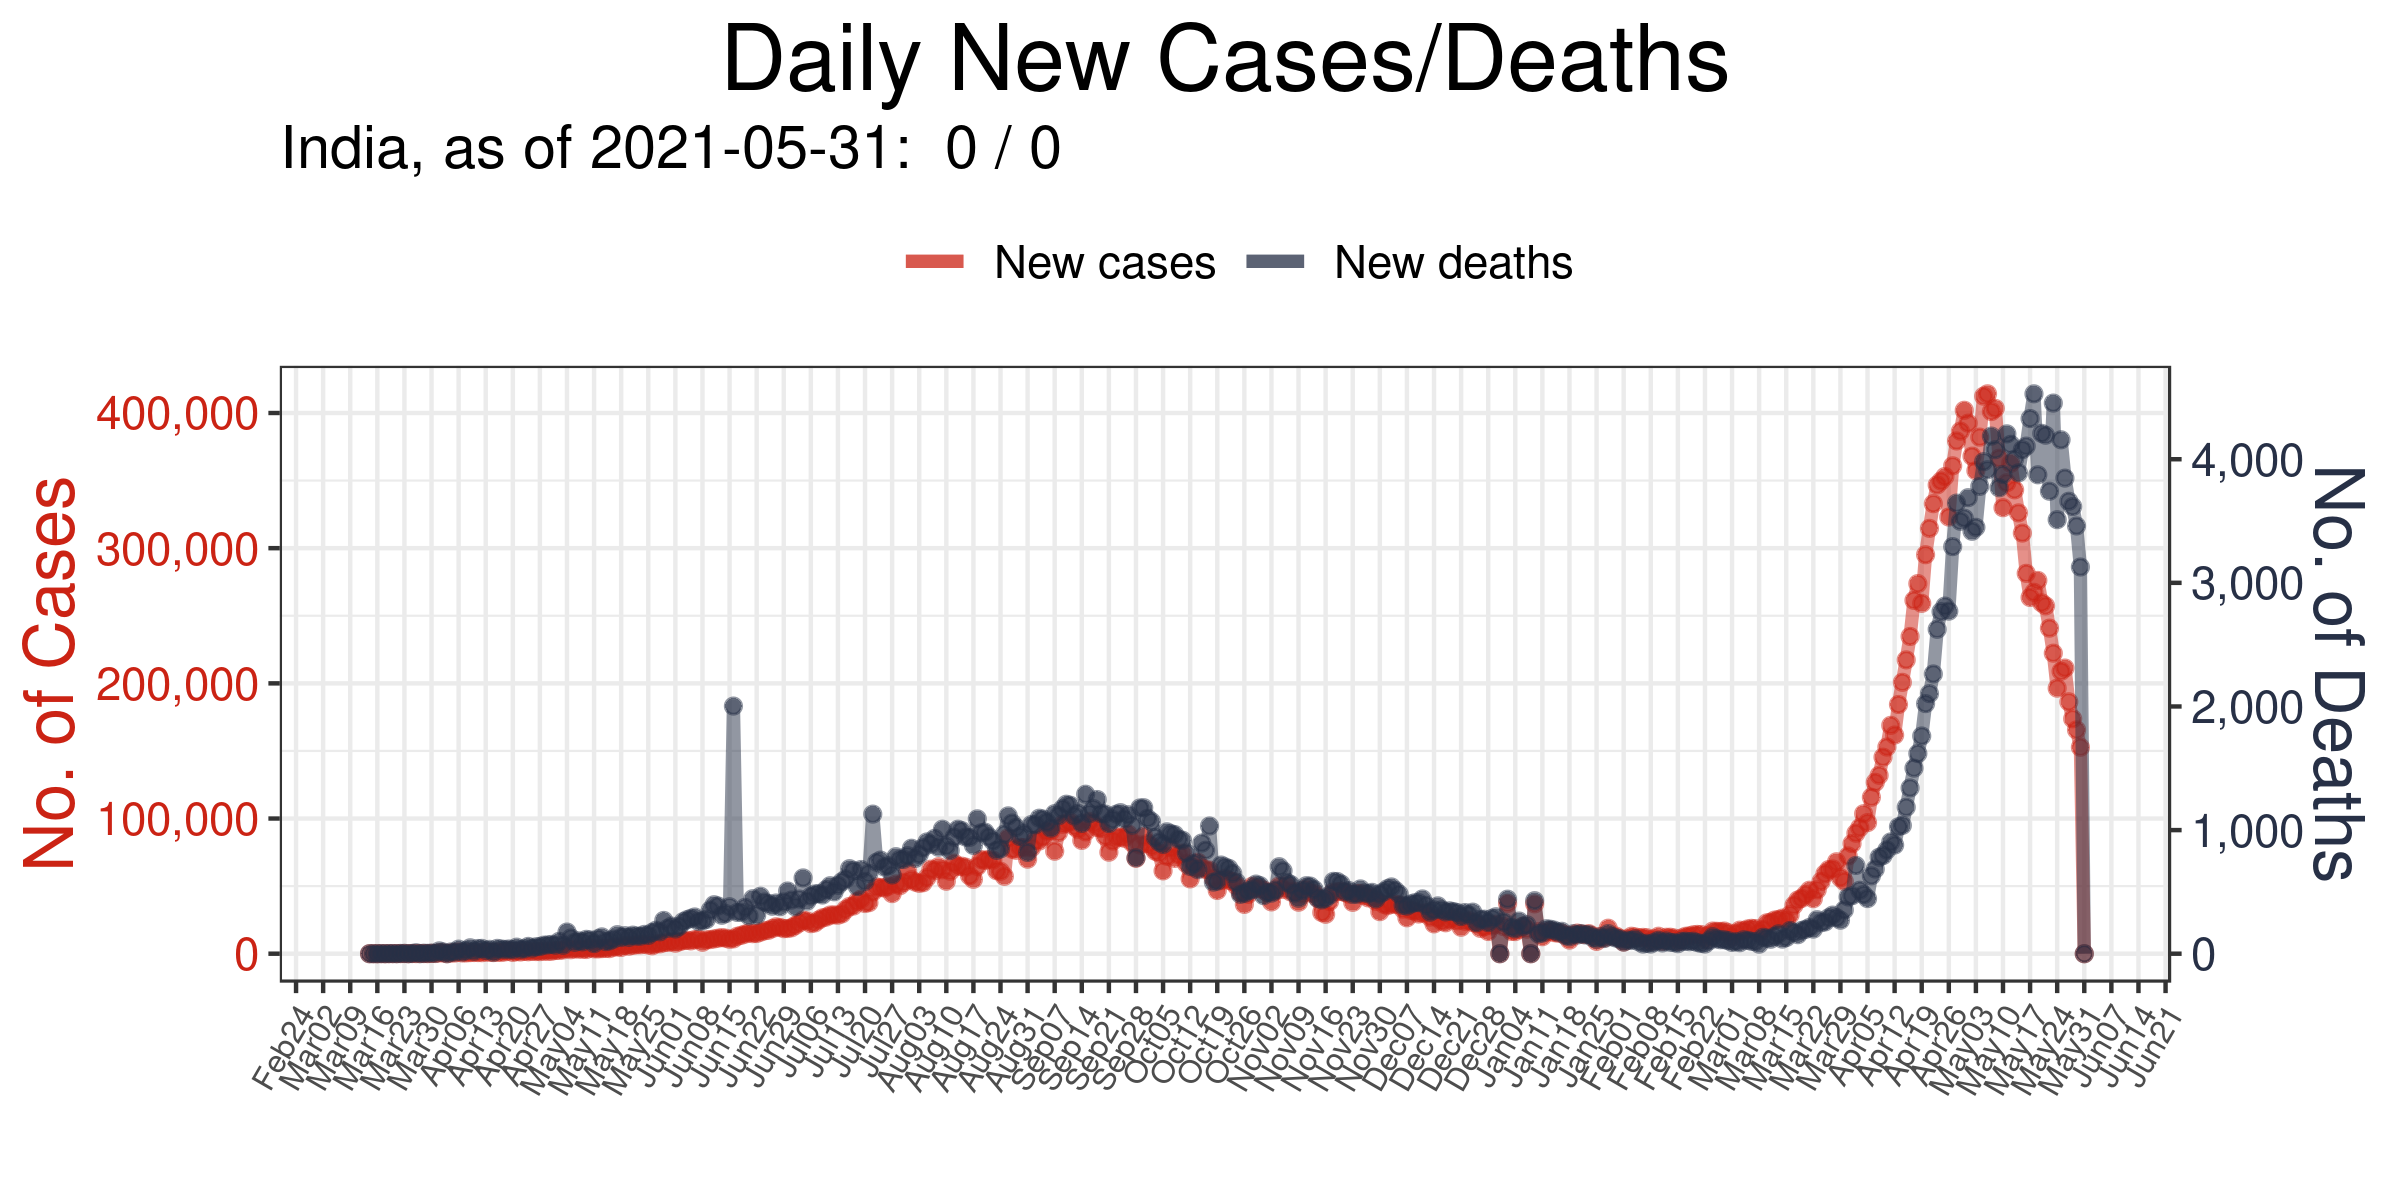 Daily New Cases/Deaths
India, as of 2021-05-31:  0 / 0
New cases
New deaths
No. of Cases
400,000
300,000
200,000
100,000
0
4,000
3,000
2,000
1,000
0
No. of Deaths
Feb24
Mar02
Mar09
Mar16
Mar23
Mar30
Apr06
Apr13
Apr20
Apr27
May04
May11
May18
May25
Jun01
Jun08
Jun15
Jun22
Jun29
Jul06
Jul13
Jul20
Jul27
Aug03
Aug10
Aug17
Aug24
Aug31
Sep07
Sep14
Sep21
Sep28
Oct05
Oct12
Oct19
Oct26
Nov02
Nov09
Nov16
Nov23
Nov30
Dec07
Dec14
Dec21
Dec28
Jan04
Jan11
Jan18
Jan25
Feb01
Feb08
Feb15
Feb22
Mar01
Mar08
Mar15
Mar22
Mar29
Apr05
Apr12
Apr19
Apr26
May03
May10
May17
May24
May31
Jun07
Jun14
Jun21